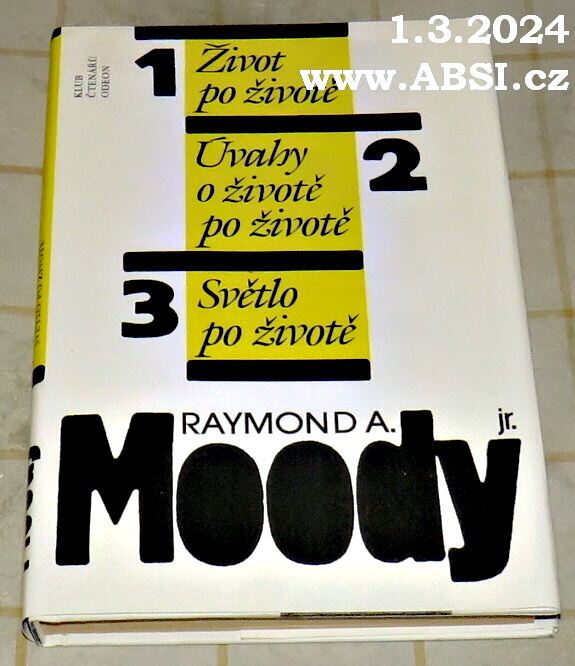 1.3.2024
www.ABSI.cz
KLUB
ČTENÁŘŮ
ODEON
1
Život
po životě
Úvahy
o životě
po životě
2
3
Světlo
po životě
RAYMOND A.
jr.
Moody